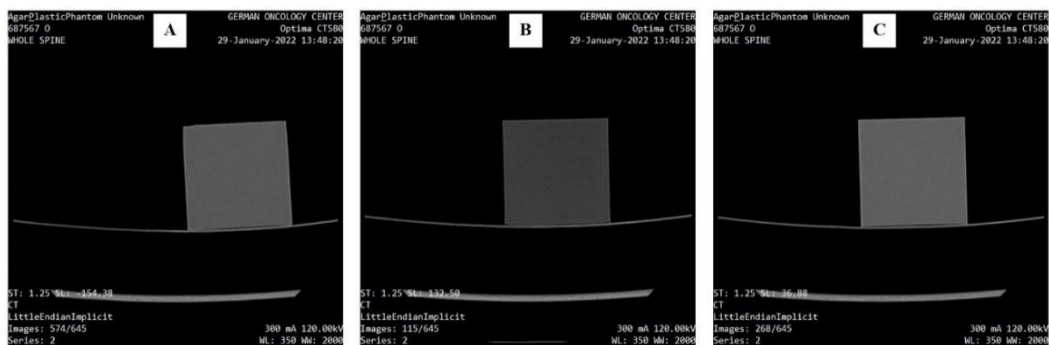 AgarPlasticPhantom Unknown
687567 O
WHOLE SPINE
A
GERMAN ONCOLOGY CENTER
Optima CT580
29-January-2022 13:48:20
ST: 1.25 SL: -154.38
CT
LittleEndianImplicit
Images: 574/645
Series: 2
300 mA 120.00kV
WL: 350 WW: 2000
AgarPlasticPhantom Unknown
687567 O
WHOLE SPINE
B
GERMAN ONCOLOGY CENTER
Optima CT580
29-January-2022 13:48:20
ST: 1.25 SL: 132.50
CT
LittleEndianImplicit
Images: 115/645
Series: 2
300 mA 120.00kV
WL: 350 WW: 2000
AgarPlasticPhantom Unknown
687567 O
WHOLE SPINE
C
GERMAN ONCOLOGY CENTER
Optima CT580
29-January-2022 13:48:20
ST: 1.25 SL: 36.88
CT
LittleEndianImplicit
Images: 268/645
Series: 2
300 mA 120.00kV
WL: 350 WW: 2000